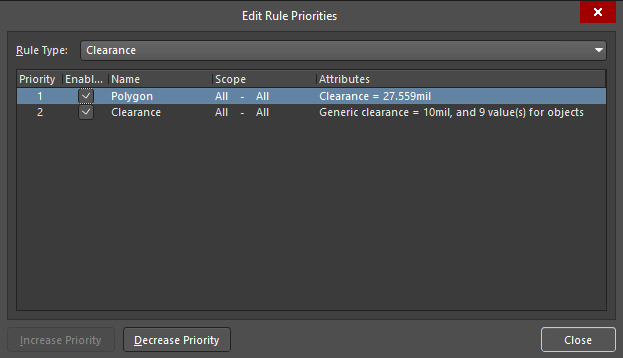 Edit Rule Priorities
Rule Type: Clearance
Priority Enabl... Name Scope Attributes
1 Polygon All - All Clearance = 27.559mil
2 Clearance All - All Generic clearance = 10mil, and 9 value(s) for objects
Increase Priority Decrease Priority Close